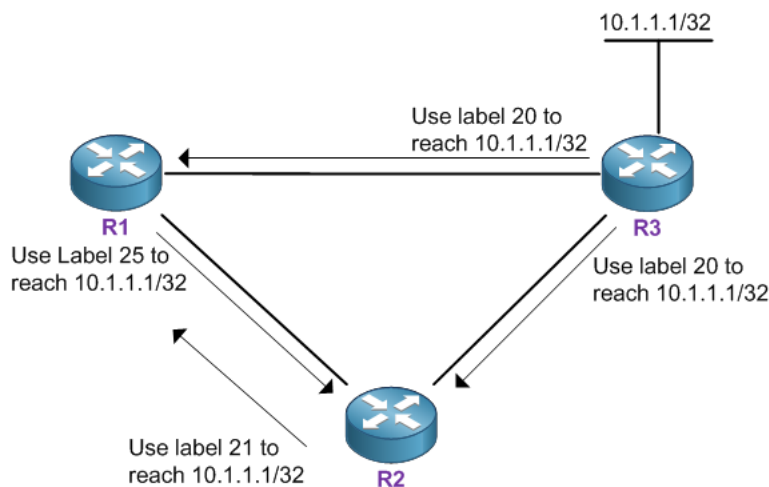 10.1.1.1/32
Use label 20 to
reach 10.1.1.1/32
R1
R3
Use Label 25 to
reach 10.1.1.1/32
Use label 20 to
reach 10.1.1.1/32
Use label 21 to
reach 10.1.1.1/32
R2